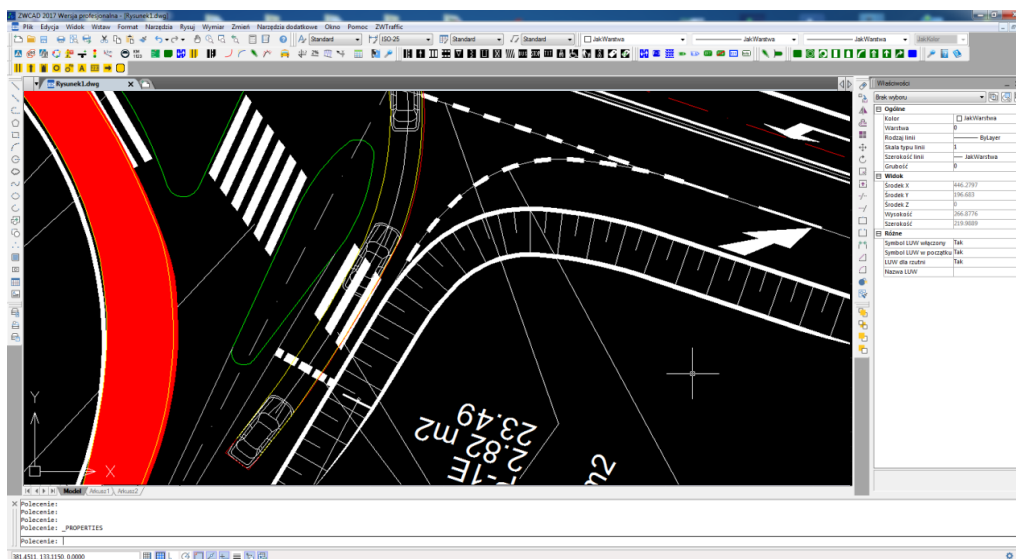 ZWCAD 2017 Wersja profesjonalna - [Rysunek1.dwg]
Plik Edycja Widok Wstaw Format Narzędzia Rysuj Wymiar Zmień Narzędzia dodatkowe Okno Pomoc ZWTraffic
Standard ISO-25 Standard Standard JakWarstwa JakWarstwa JakWarstwa JakKolor
Rysunek1.dwg
Właściwości
Brak wyboru
Ogólne
Kolor JakWarstwa
Warstwa 0
Rodzaj linii ByLayer
Skala typu linii 1
Szerokość linii JakWarstwa
Grubość 0
Widok
Środek X 446.2797
Środek Y 196.683
Środek Z 0
Wysokość 266.8776
Szerokość 219.9889
Różne
Symbol LUW włączony Tak
Symbol LUW w początku Tak
LUW dla rzutni Tak
Nazwa LUW
23.49
2.82 m2
P-1E
m2
Y
X
Model Arkusz1 Arkusz2
Polecenie:
Polecenie:
Polecenie:
Polecenie: _PROPERTIES
Polecenie:
381.4511, 133.1150, 0.0000